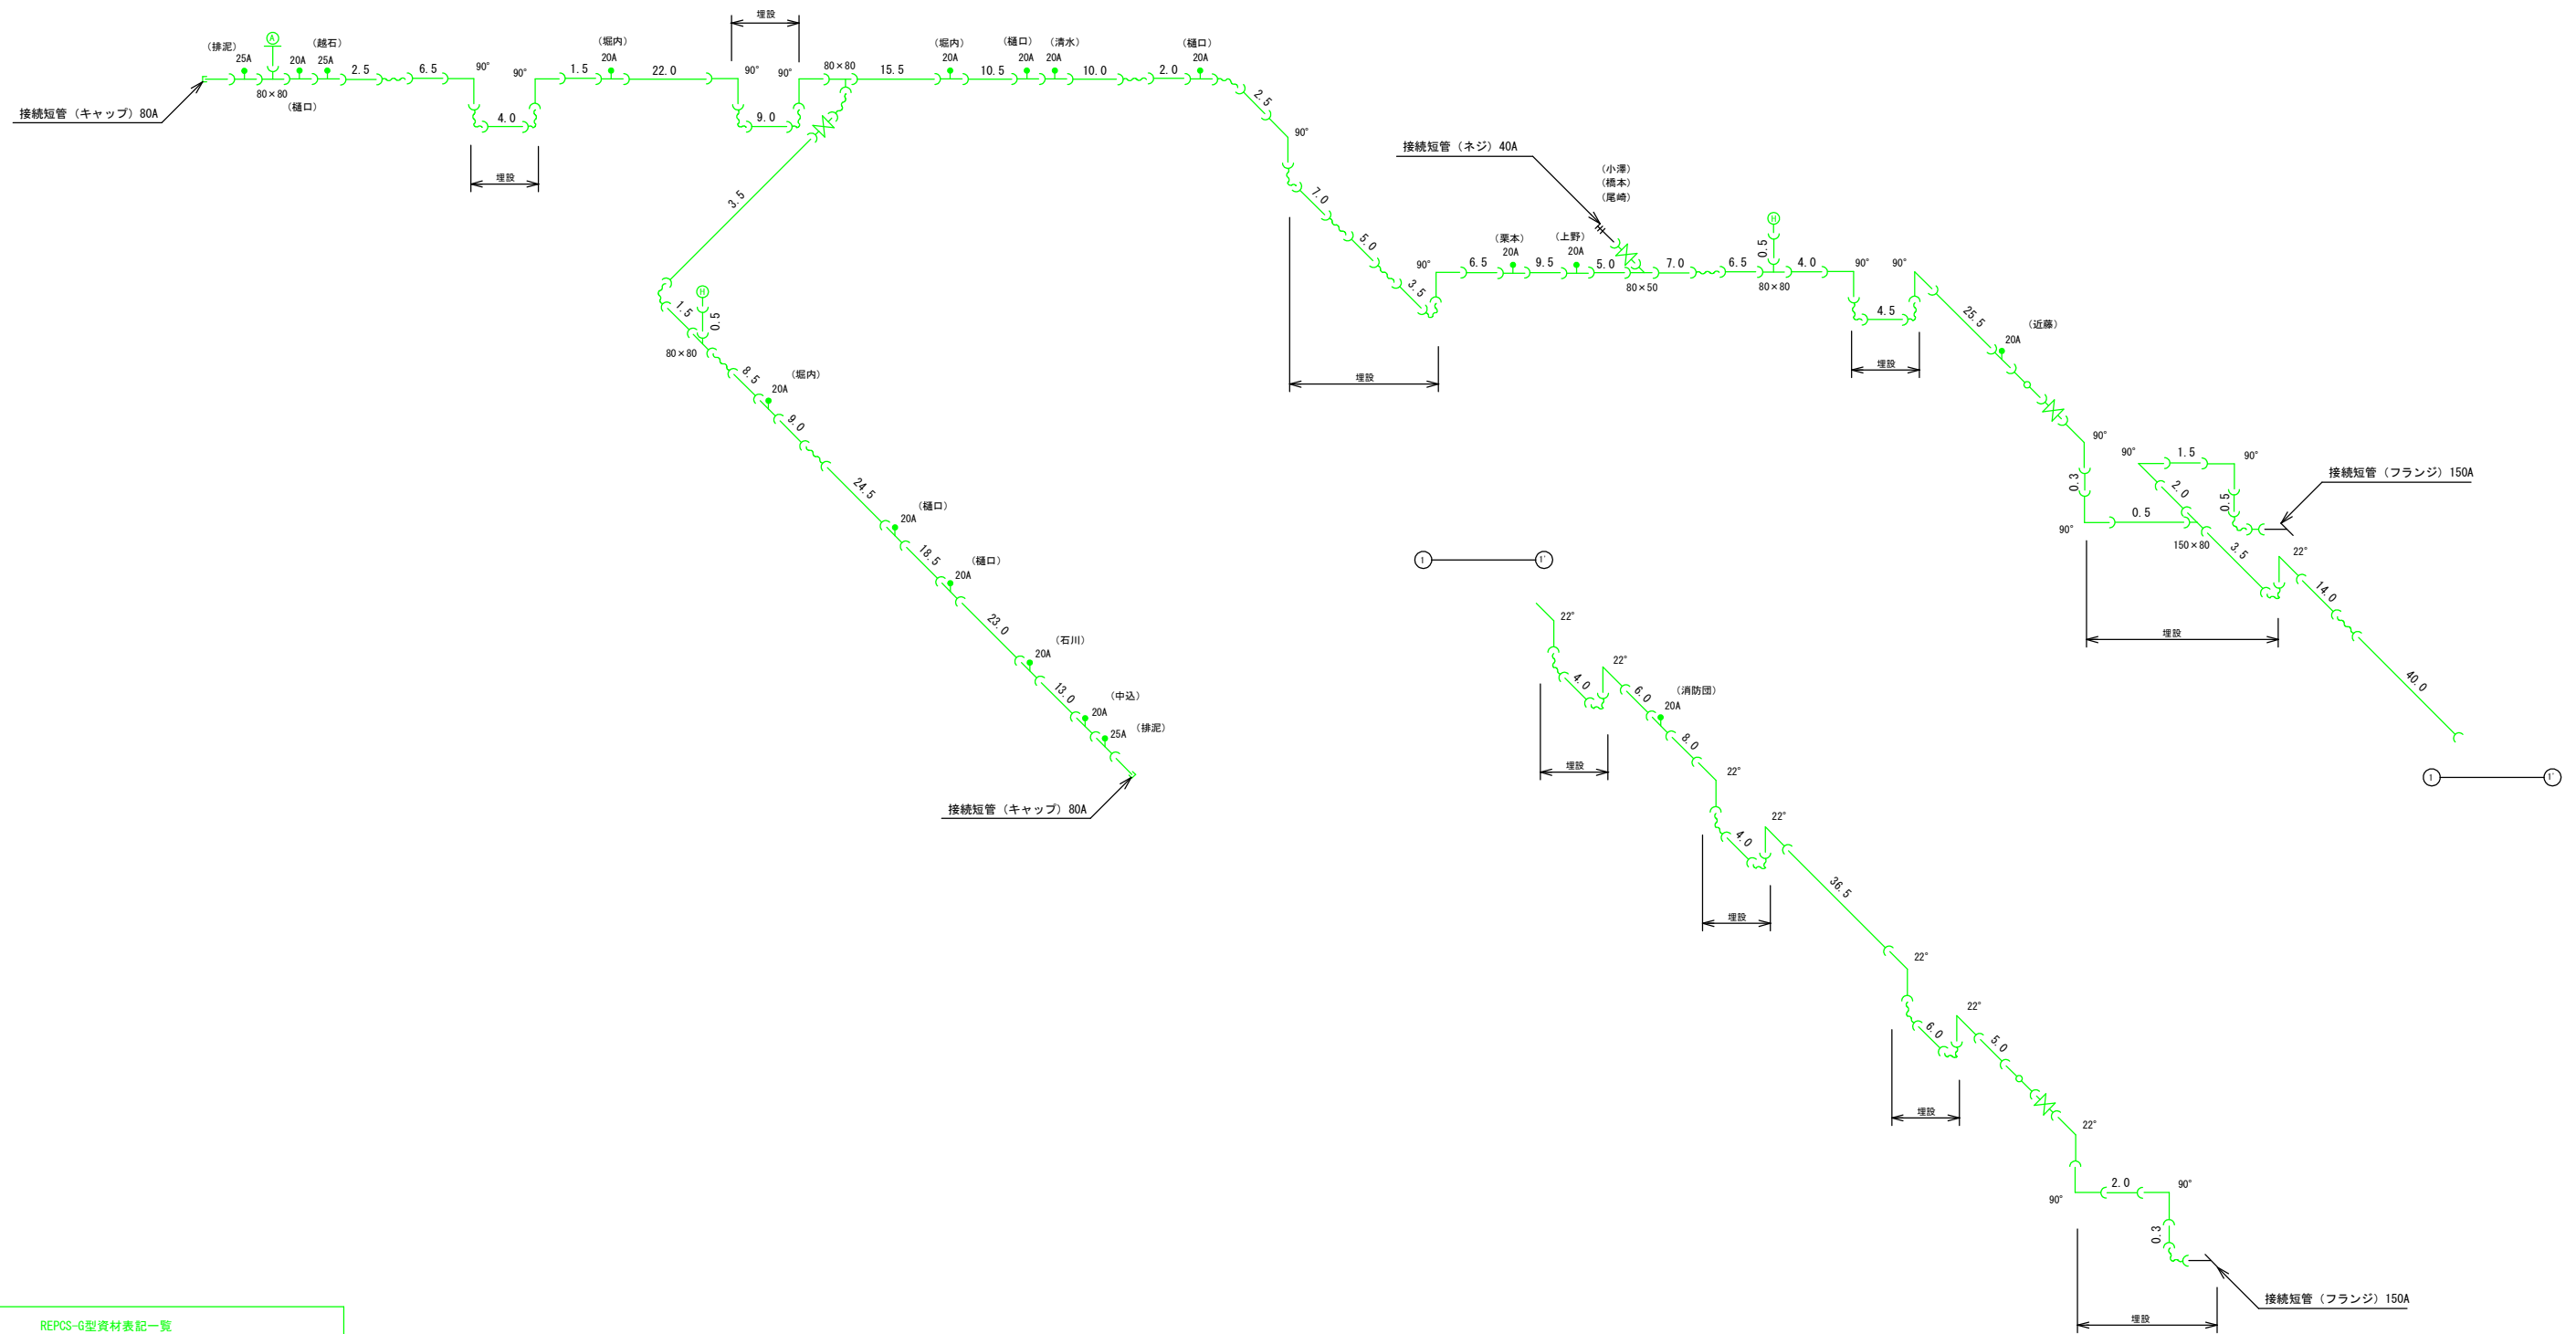 埋設
(排泥)
25A
A
20A
(越石)
25A
80×80
(樋口)
接続短管(キャップ)80A
2.5
6.5
90°
4.0
90°
埋設
1.5
(堀内)
20A
22.0
90°
9.0
90°
80×80
15.5
(堀内)
20A
10.5
(樋口)
20A
(清水)
20A
10.0
2.0
(樋口)
20A
2.5
90°
7.0
5.0
3.5
90°
埋設
6.5
(栗本)
20A
9.5
(上野)
20A
5.0
接続短管(ネジ)40A
(小澤)
(橋本)
(尾崎)
80×50
7.0
6.5
H
0.5
80×80
4.0
90°
4.5
90°
埋設
25.5
(近藤)
20A
90°
0.3
90°
0.5
90°
1.5
90°
2.0
0.5
接続短管(フランジ)150A
150×80
3.5
22°
埋設
14.0
40.0
1
1'
3.5
1.5
H
0.5
80×80
8.5
(堀内)
20A
9.0
24.5
(樋口)
20A
18.5
(樋口)
20A
23.0
(石川)
20A
13.0
(中込)
20A
25A
(排泥)
接続短管(キャップ)80A
1
1'
22°
4.0
22°
埋設
6.0
(消防団)
20A
8.0
22°
4.0
22°
埋設
36.5
22°
6.0
22°
埋設
5.0
22°
90°
2.0
90°
0.3
接続短管(フランジ)150A
埋設
REPCS-G型資材表記一覧